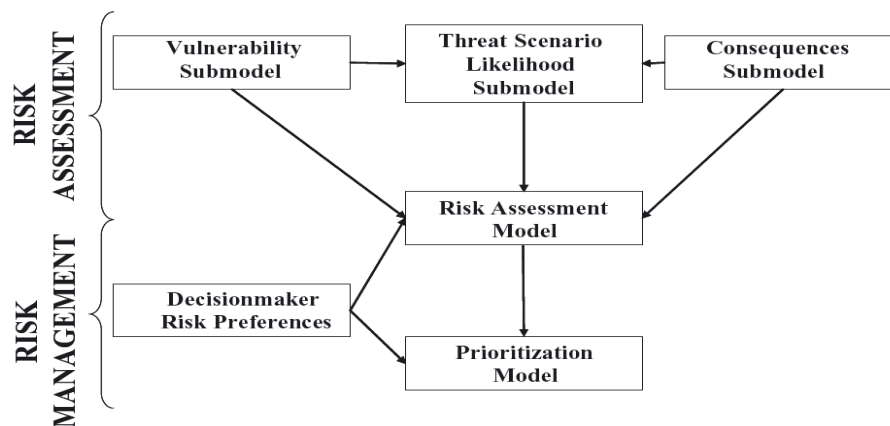 RISK
ASSESSMENT
Vulnerability
Submodel
Threat Scenario
Likelihood
Submodel
Consequences
Submodel
Risk Assessment
Model
RISK
MANAGEMENT
Decisionmaker
Risk Preferences
Prioritization
Model